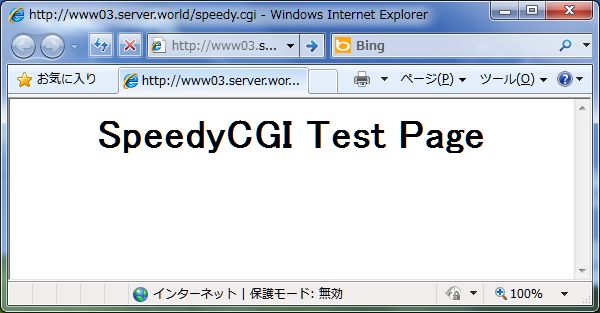 http://www03.server.world/speedy.cgi - Windows Internet Explorer
http://www03.s...
Bing
お気に入り
http://www03.server.wor...
ページ(P)
ツール(O)
SpeedyCGI Test Page
インターネット | 保護モード: 無効
100%